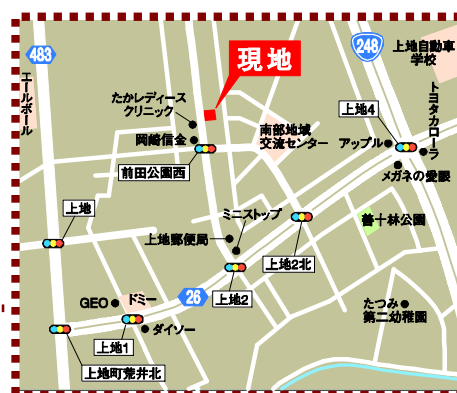 483
エールボール
現地
248
上地自動車
学校
たかレディース
クリニック
岡崎信金
前田公園西
南部地域
交流センター
上地4
アップル
トヨタカローラ
メガネの愛眼
上地
ミニストップ
上地郵便局
上地2北
善十林公園
上地2
26
GEO
ドミー
ダイソー
上地1
上地町荒井北
たつみ
第二幼稚園